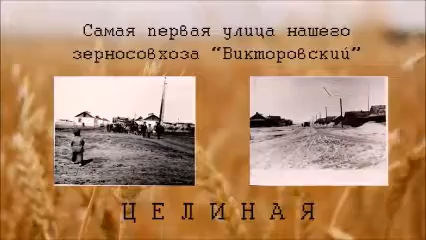 Самая первая улица нашего
зерносовхоза “Викторовский”
ЦЕЛИНАЯ